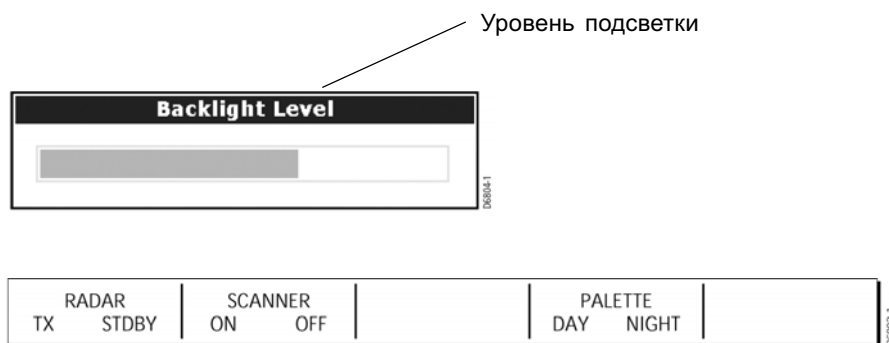 Уровень подсветки
Backlight Level
D6804-1
RADAR SCANNER PALETTE
TX STDBY ON OFF DAY NIGHT